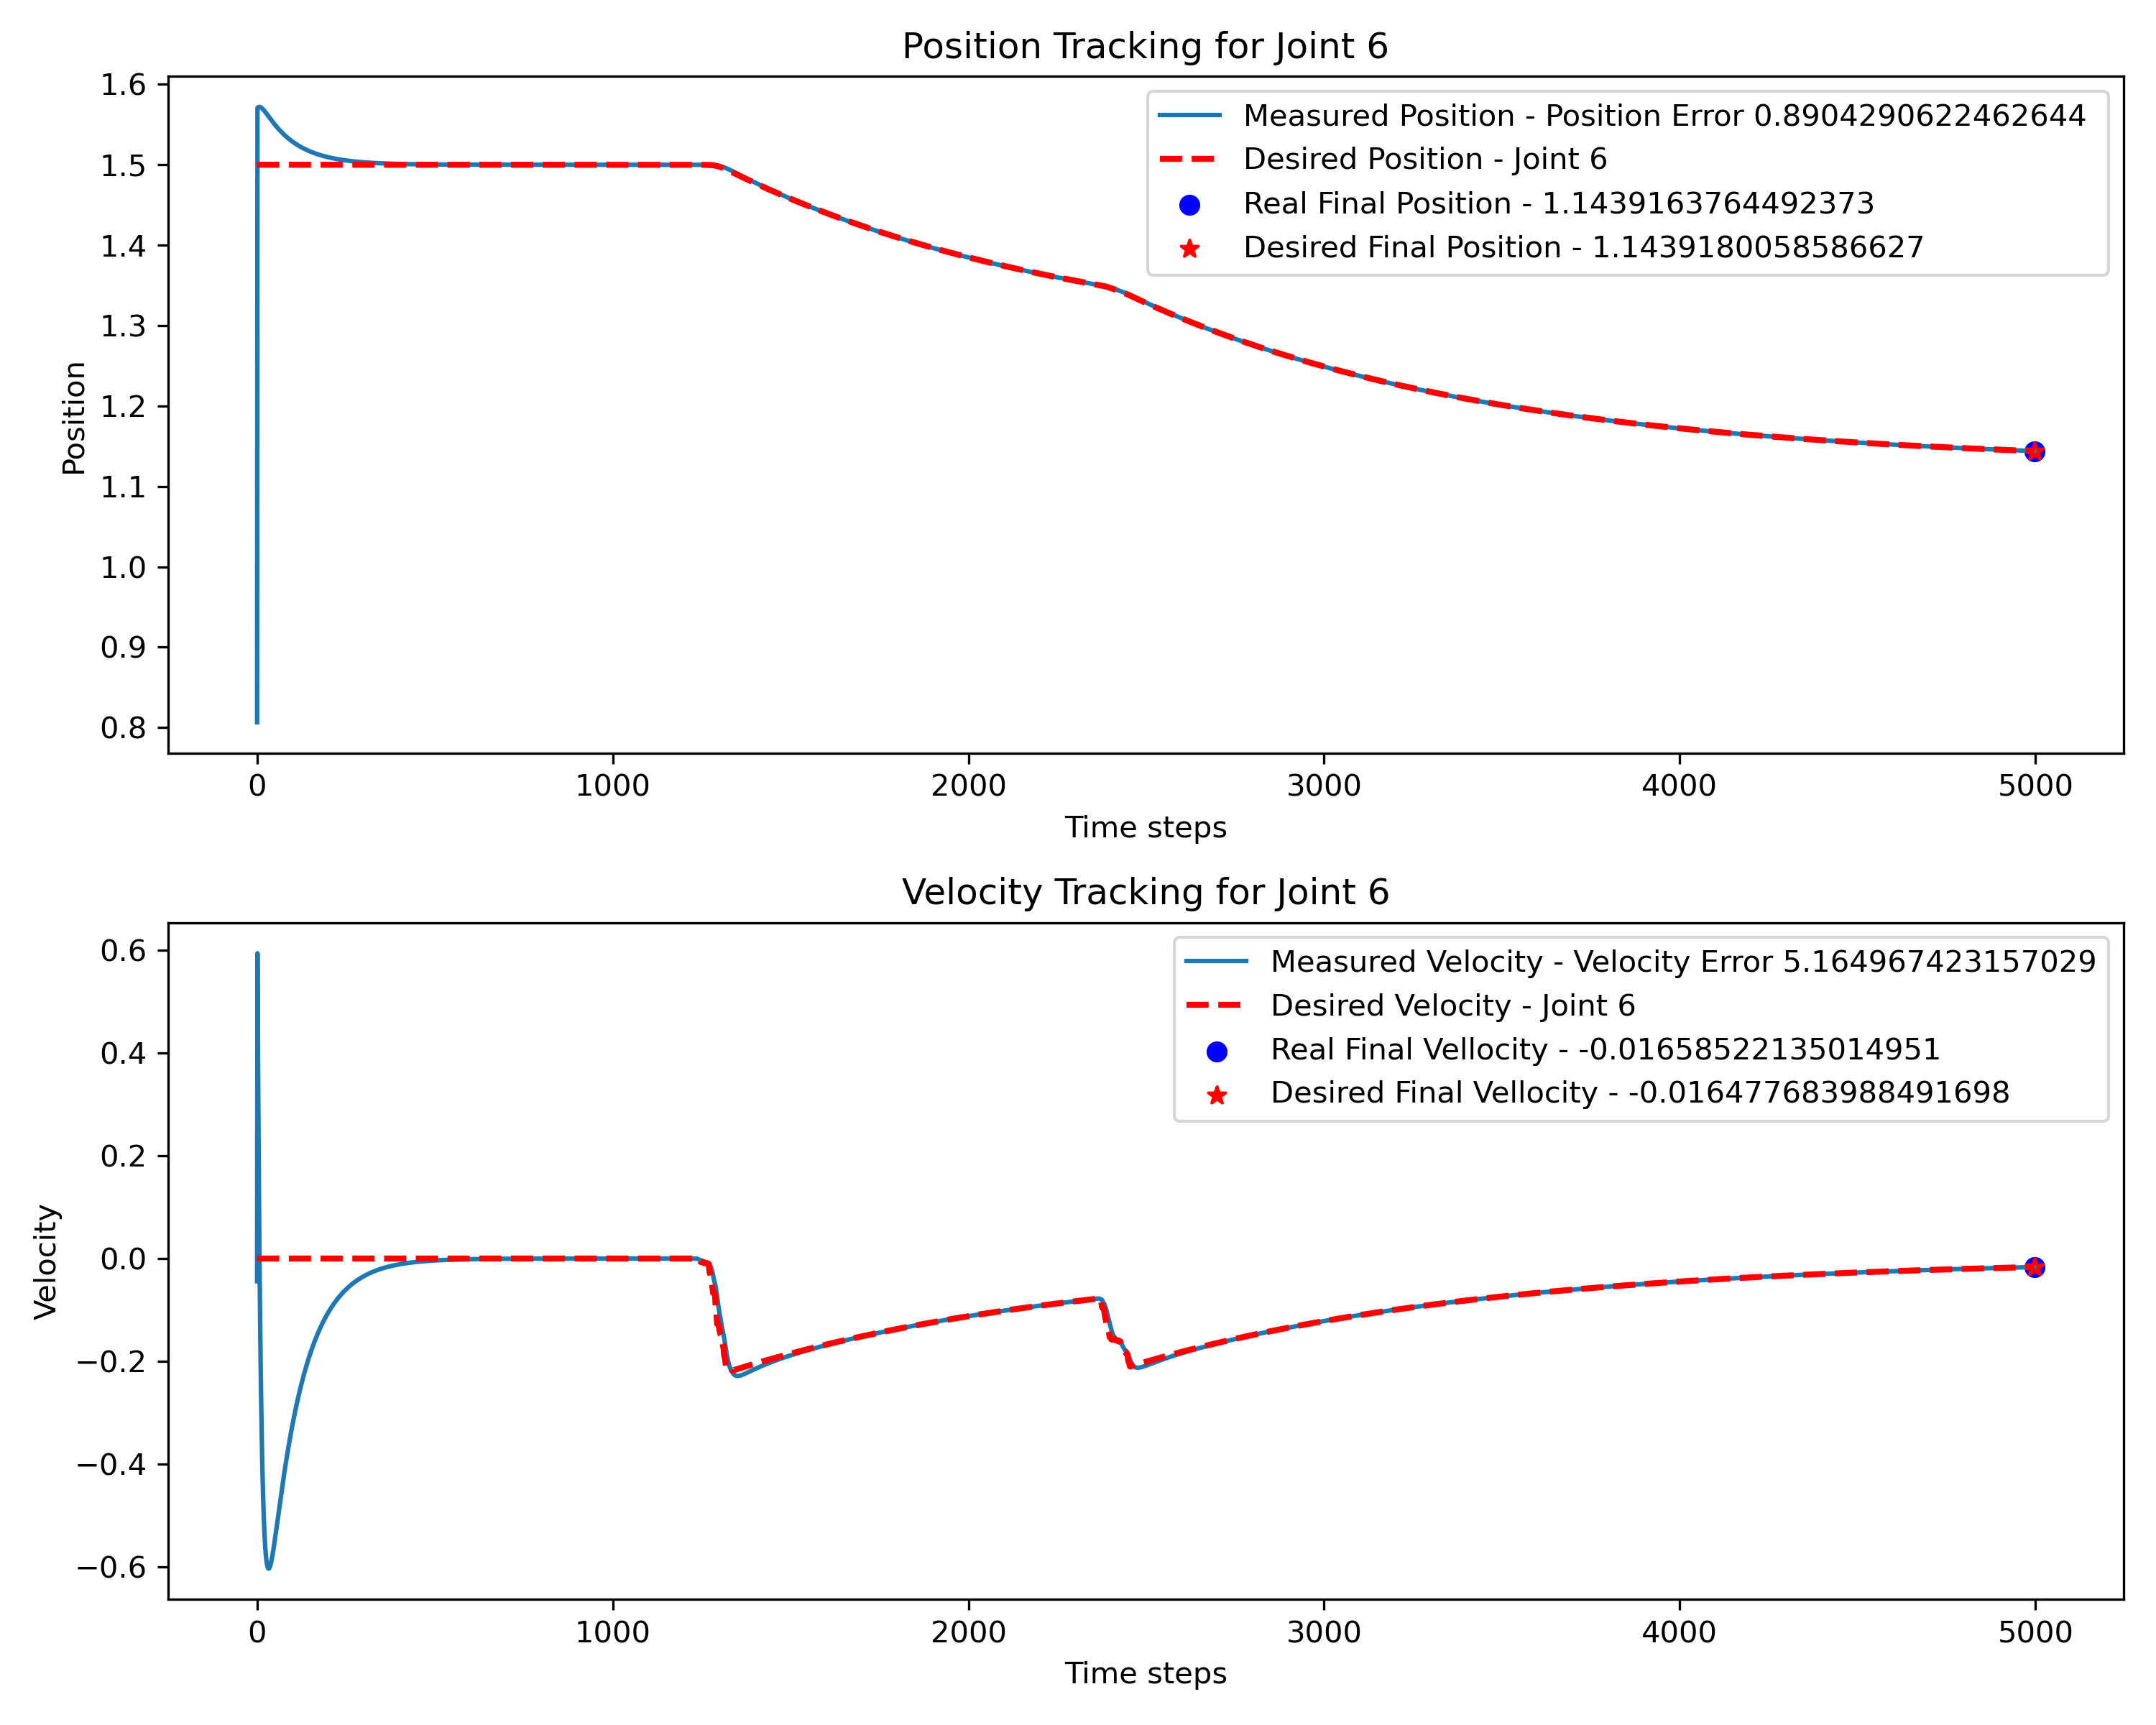 Position Tracking for Joint 6
1.6
1.5
1.4
1.3
1.2
1.1
1.0
0.9
0.8
Position
Measured Position - Position Error 0.8904290622462644
Desired Position - Joint 6
Real Final Position - 1.1439163764492373
Desired Final Position - 1.1439180058586627
0
1000
2000
3000
4000
5000
Time steps
Velocity Tracking for Joint 6
0.6
0.4
0.2
0.0
−0.2
−0.4
−0.6
Velocity
Measured Velocity - Velocity Error 5.164967423157029
Desired Velocity - Joint 6
Real Final Vellocity - -0.01658522135014951
Desired Final Vellocity - -0.016477683988491698
0
1000
2000
3000
4000
5000
Time steps